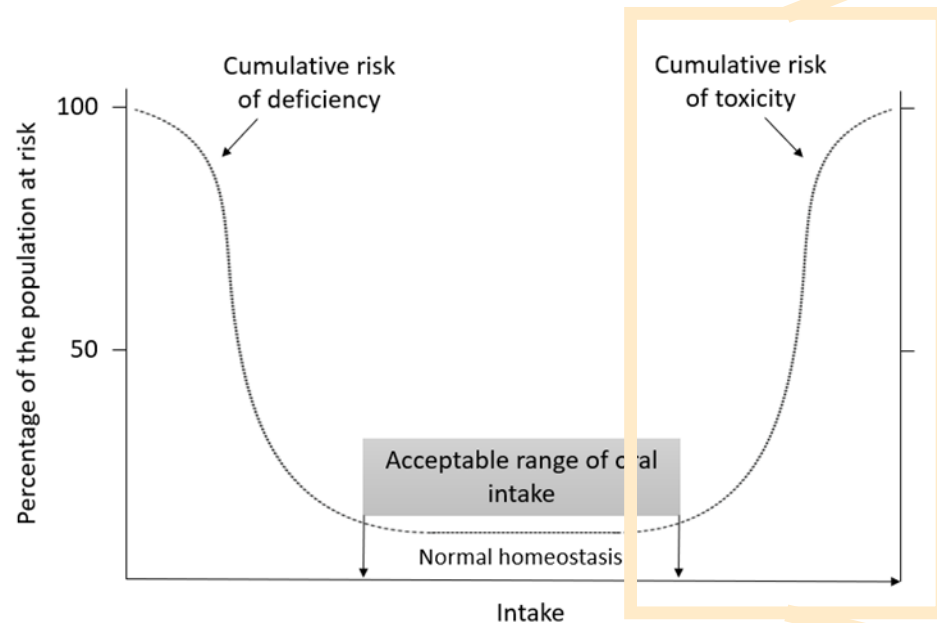 Cumulative risk
of deficiency
Cumulative risk
of toxicity
100
50
Percentage of the population at risk
Acceptable range of oral
intake
Normal homeostasis
Intake